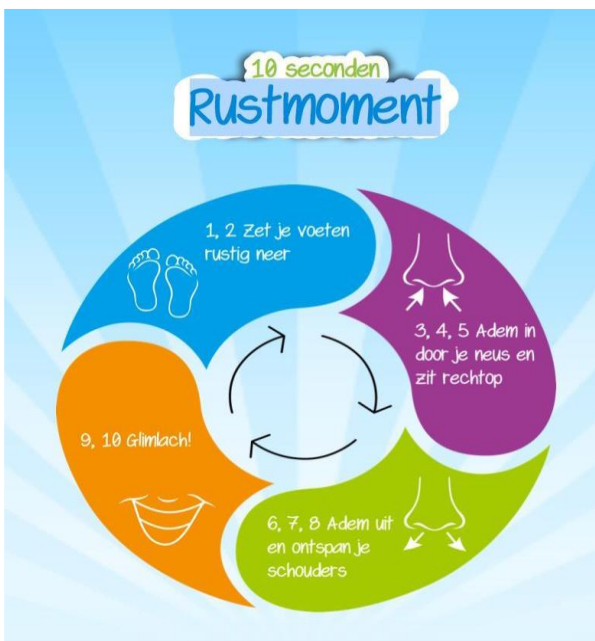 10 seconden
Rustmoment
1, 2 Zet je voeten
rustig neer
3, 4, 5 Adem in
door je neus en
zit rechtop
6, 7, 8 Adem uit
en ontspan je
schouders
9, 10 Glimlach!